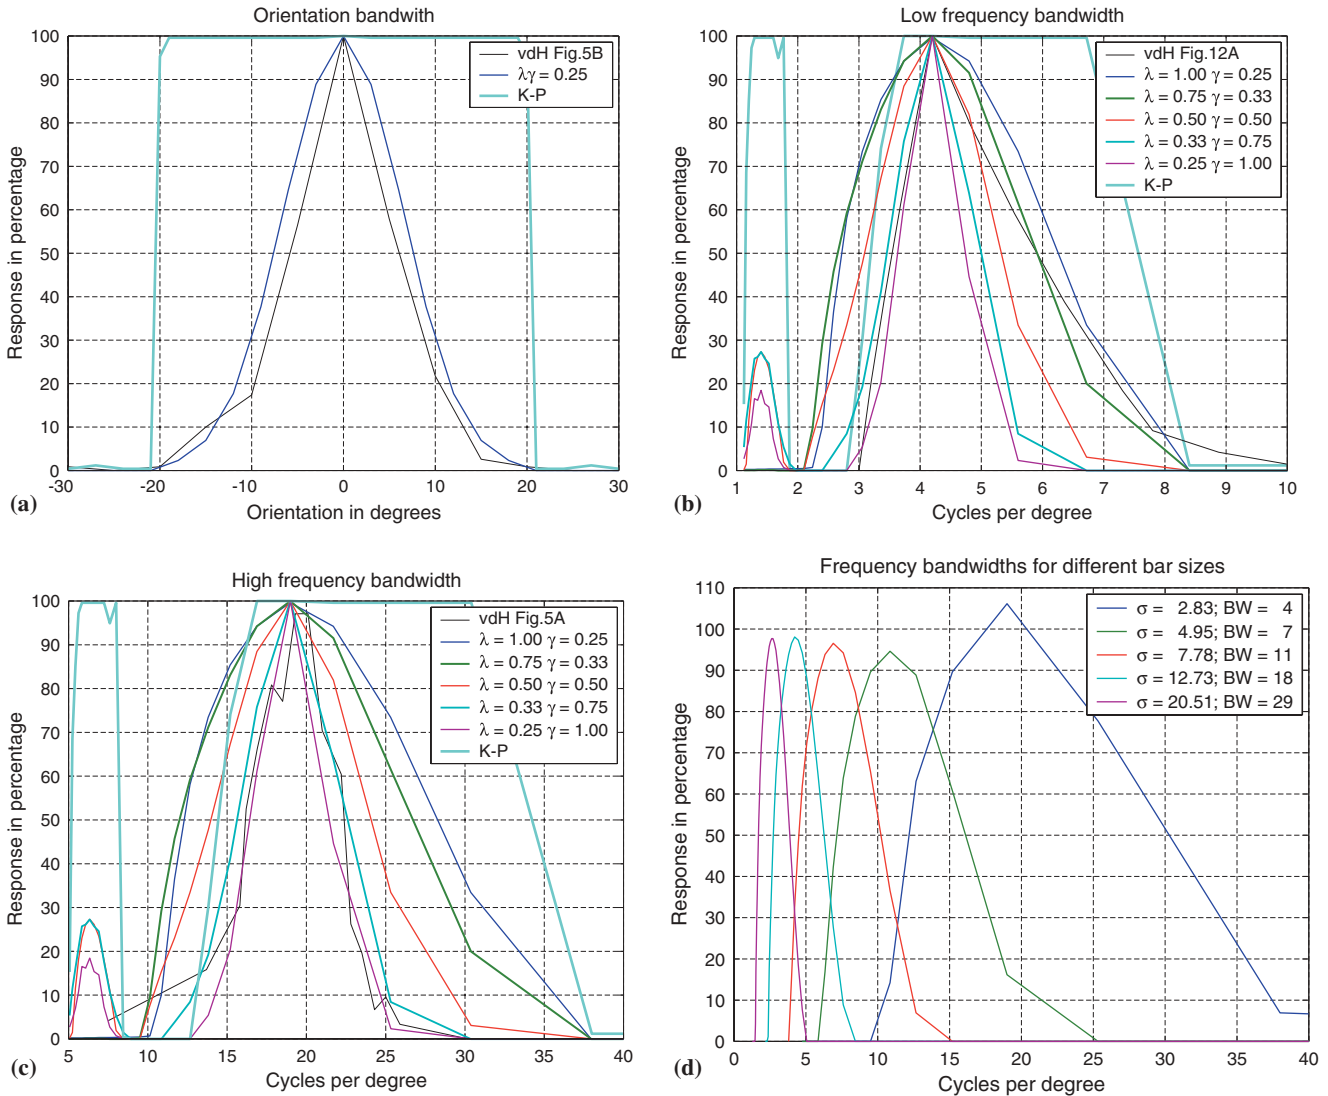 Orientation bandwith
Response in percentage
100
90
80
70
60
50
40
30
20
10
0
vdH Fig.5B
λγ = 0.25
K-P
-30 -20 -10 0 10 20 30
Orientation in degrees
(a)
Low frequency bandwidth
Response in percentage
100
90
80
70
60
50
40
30
20
10
0
vdH Fig.12A
λ = 1.00 γ = 0.25
λ = 0.75 γ = 0.33
λ = 0.50 γ = 0.50
λ = 0.33 γ = 0.75
λ = 0.25 γ = 1.00
K-P
1 2 3 4 5 6 7 8 9 10
Cycles per degree
(b)
High frequency bandwidth
Response in percentage
100
90
80
70
60
50
40
30
20
10
0
vdH Fig.5A
λ = 1.00 γ = 0.25
λ = 0.75 γ = 0.33
λ = 0.50 γ = 0.50
λ = 0.33 γ = 0.75
λ = 0.25 γ = 1.00
K-P
5 10 15 20 25 30 35 40
Cycles per degree
(c)
Frequency bandwidths for different bar sizes
Response in percentage
110
100
90
80
70
60
50
40
30
20
10
0
σ = 2.83; BW = 4
σ = 4.95; BW = 7
σ = 7.78; BW = 11
σ = 12.73; BW = 18
σ = 20.51; BW = 29
0 5 10 15 20 25 30 35 40
Cycles per degree
(d)